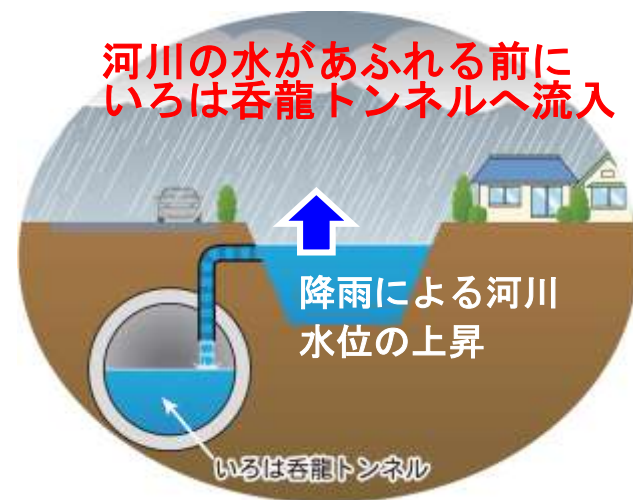 河川の水があふれる前に
いろは呑龍トンネルへ流入
降雨による河川
水位の上昇
いろは呑龍トンネル